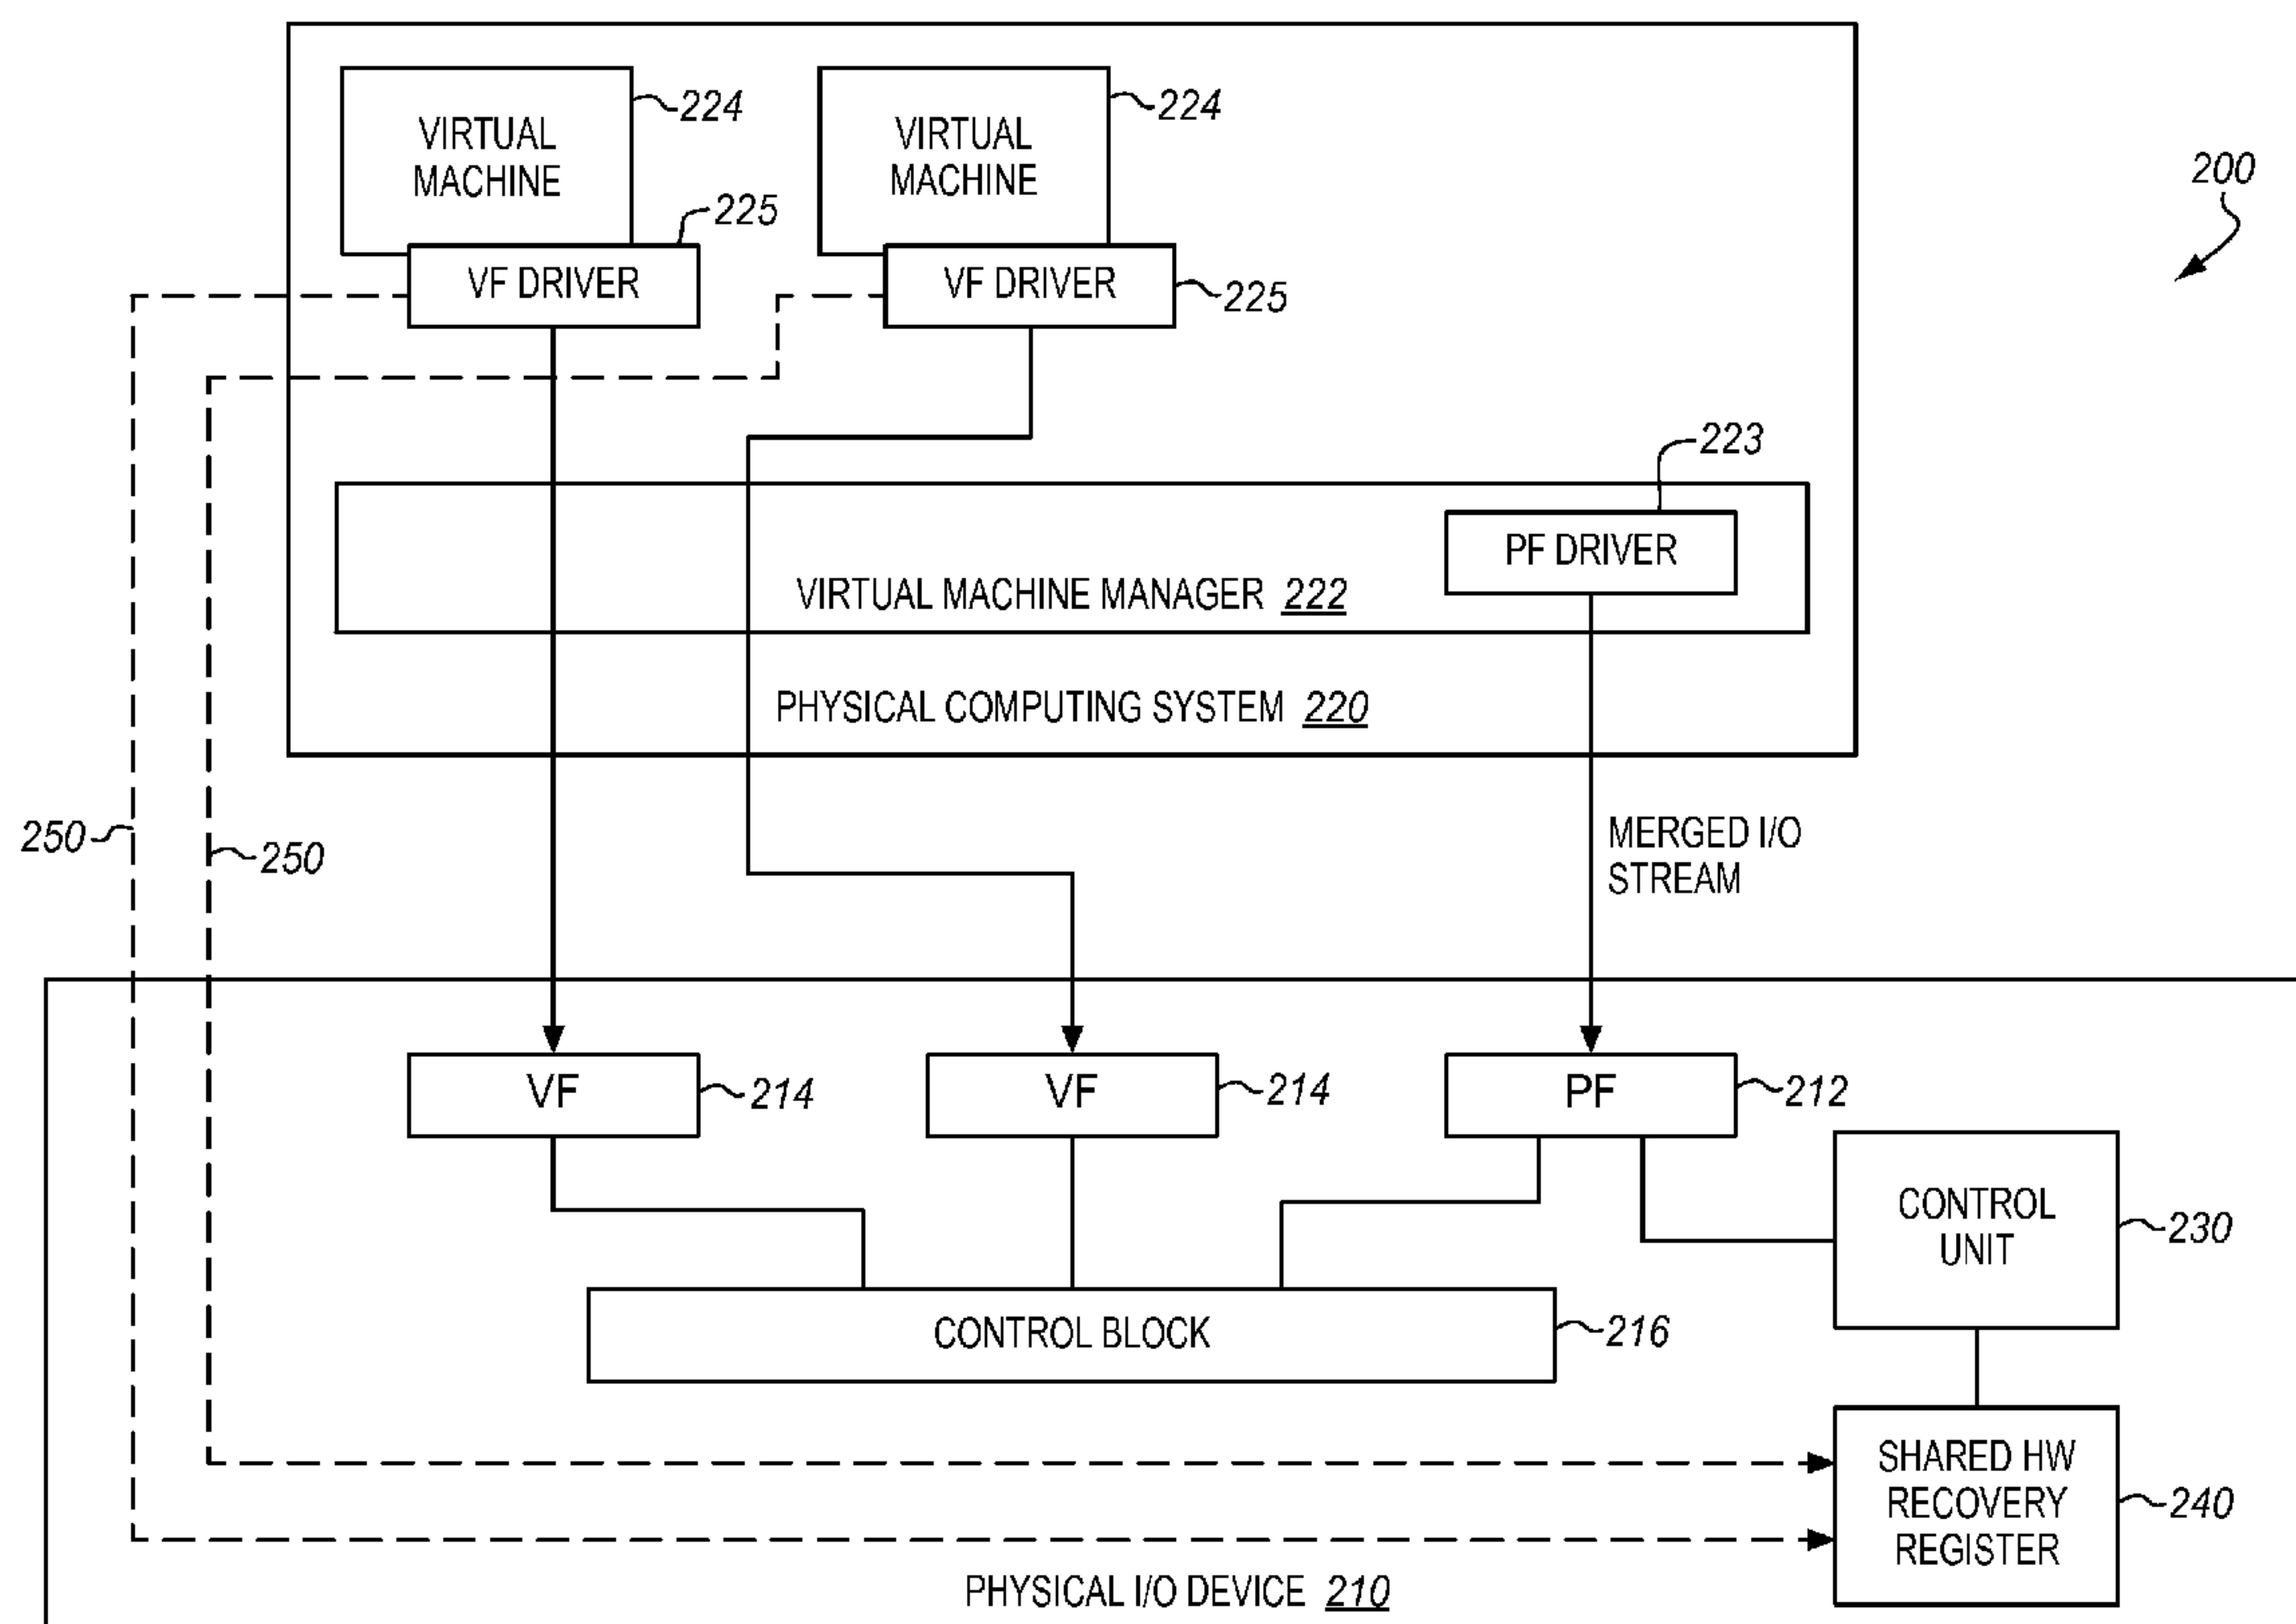 224
224
VIRTUAL
MACHINE
VIRTUAL
MACHINE
200
225
VF DRIVER
VF DRIVER
225
223
PF DRIVER
VIRTUAL MACHINE MANAGER 222
PHYSICAL COMPUTING SYSTEM 220
250
250
MERGED I/O
STREAM
VF
214
VF
214
PF
212
CONTROL
UNIT
230
CONTROL BLOCK
216
SHARED HW
RECOVERY
REGISTER
240
PHYSICAL I/O DEVICE 210